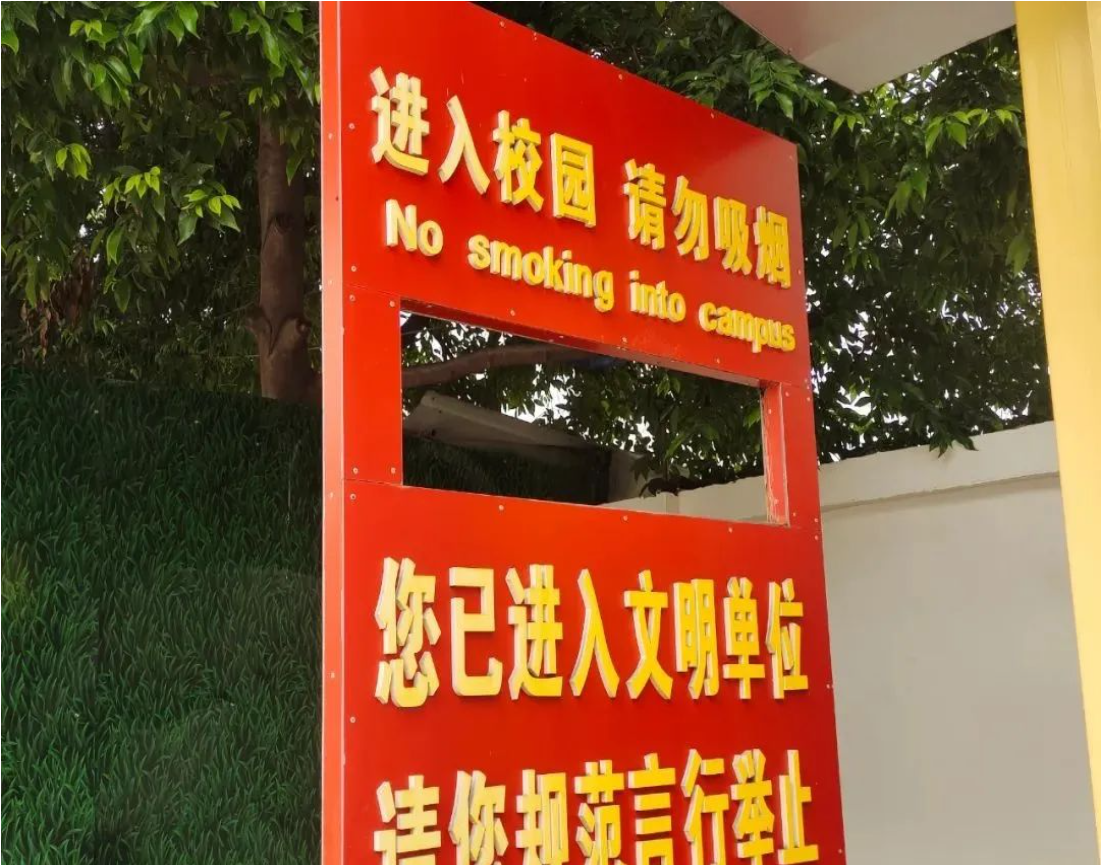 进入校园 请勿吸烟
No smoking into campus
您已进入文明单位
请您规范言行举止